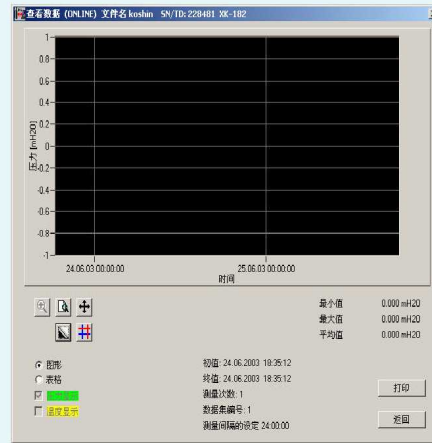 查看数据 (ONLINE) 文件名 koshin SN/TD: 228481 XK-182
1
0.8
0.6
0.4
0.2
0
-0.2
-0.4
-0.6
-0.8
-1
压力 [mH2O]
24.06.03 00:00:00 25.06.03 00:00:00
时间
最小值 0.000 mH2O
最大值 0.000 mH2O
平均值 0.000 mH2O
图形
表格
温度显示
初值: 24.06.2003 18:35:12
终值: 24.06.2003 18:35:12
测量次数: 1
数据集编号: 1
测量间隔的设定 24:00:00
打印
返回